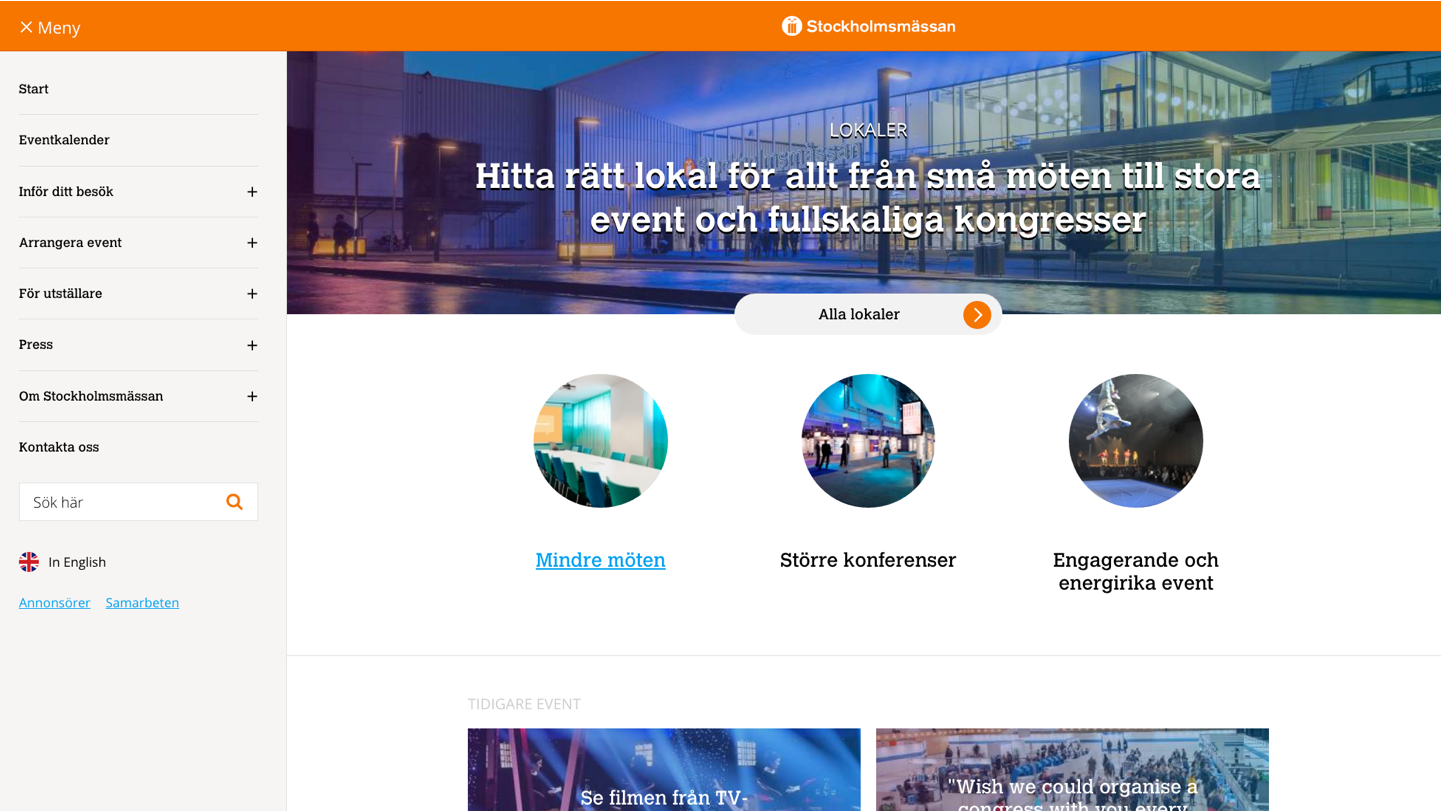 Meny
Stockholmsmässan
Start
Eventkalender
Inför ditt besök
Arrangera event
För utställare
Press
Om Stockholmsmässan
Kontakta oss
Sök här
In English
Annonsörer Samarbeten
LOKALER
Stockholmsmässan
Hitta rätt lokal för allt från små möten till stora
event och fullskaliga kongresser
Alla lokaler
Mindre möten
Större konferenser
Engagerande och
energirika event
TIDIGARE EVENT
Se filmen från TV-
"Wish we could organise a
congress with you every